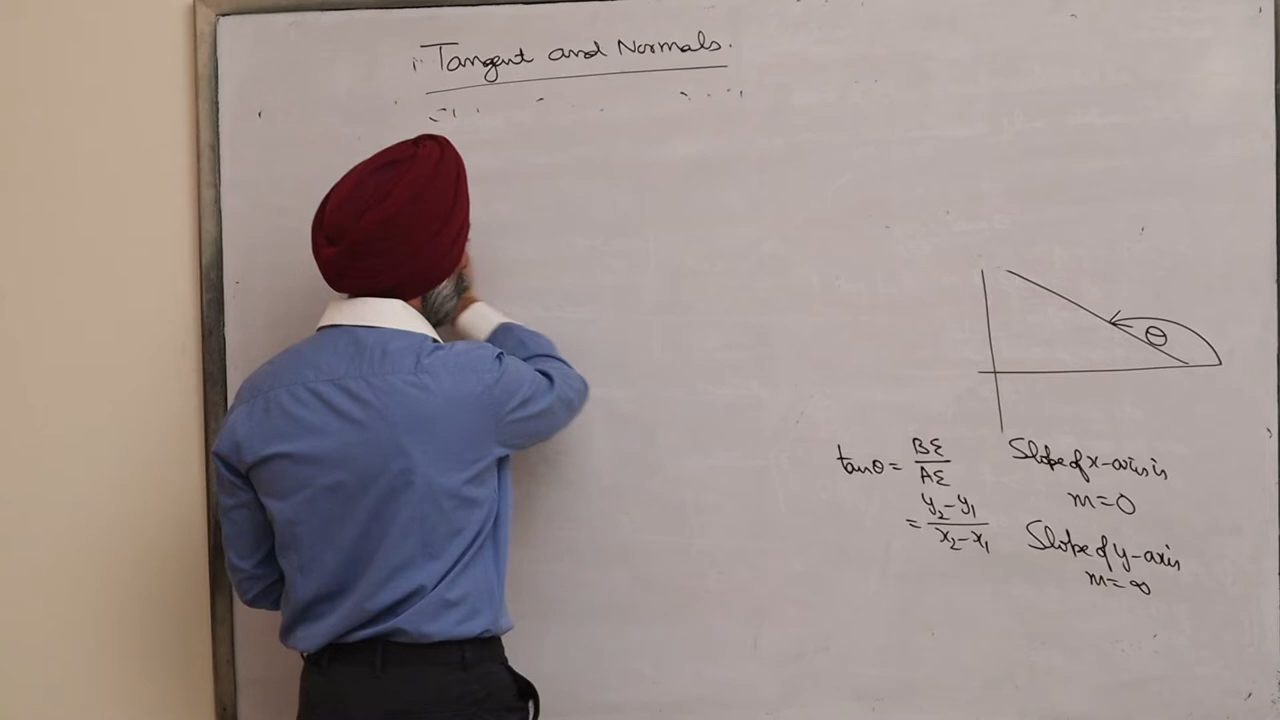 Tangent and Normals.
θ
tanθ = BE/AE
= y₂-y₁/x₂-x₁
Slope of x-axis is
m=0
Slope of y-axis
m=∞